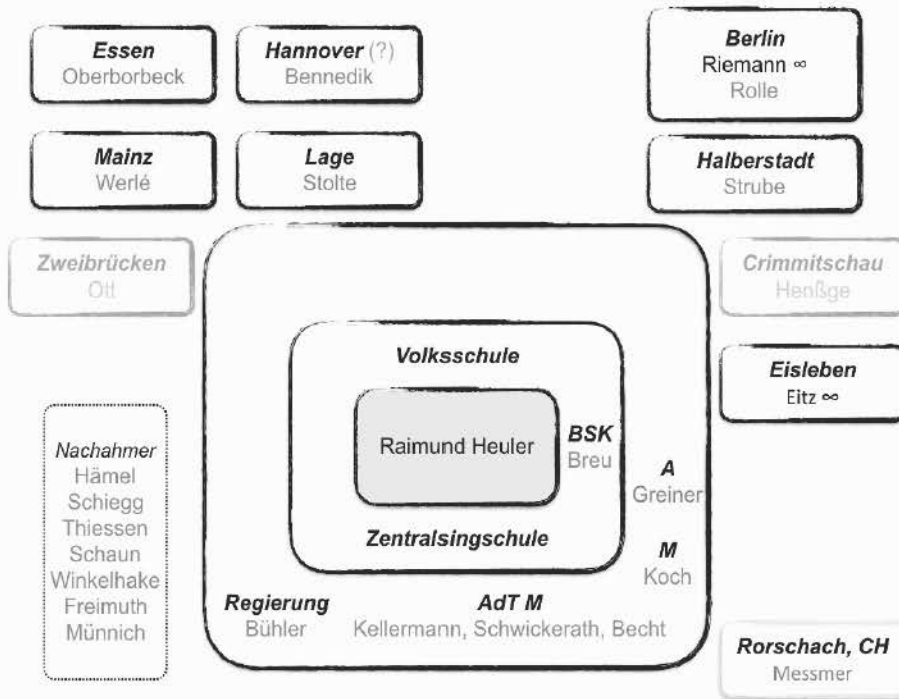 Essen
Oberborbeck
Hannover (?)
Bennedik
Berlin
Riemann ∞
Rolle
Mainz
Werlé
Lage
Stolte
Halberstadt
Strube
Zweibrücken
Ott
Crimmitschau
Henßge
Eisleben
Eitz ∞
Volksschule
Raimund Heuler
BSK
Breu
Zentralsingschule
A
Greiner
M
Koch
Regierung
Bühler
AdT M
Kellermann, Schwickerath, Becht
Nachahmer
Hämel
Schiegg
Thiessen
Schaun
Winkelhake
Freimuth
Münnich
Rorschach, CH
Messmer